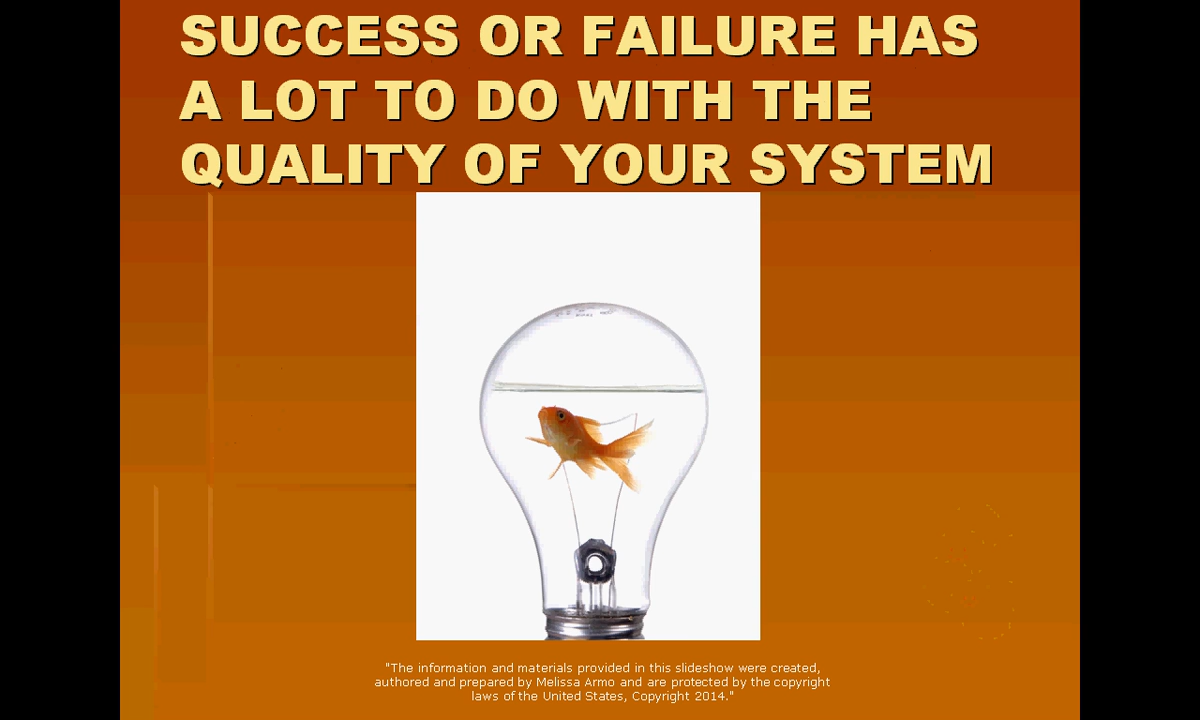 SUCCESS OR FAILURE HAS
A LOT TO DO WITH THE
QUALITY OF YOUR SYSTEM
"The information and materials provided in this slideshow were created,
authored and prepared by Melissa Armo and are protected by the copyright
laws of the United States, Copyright 2014."